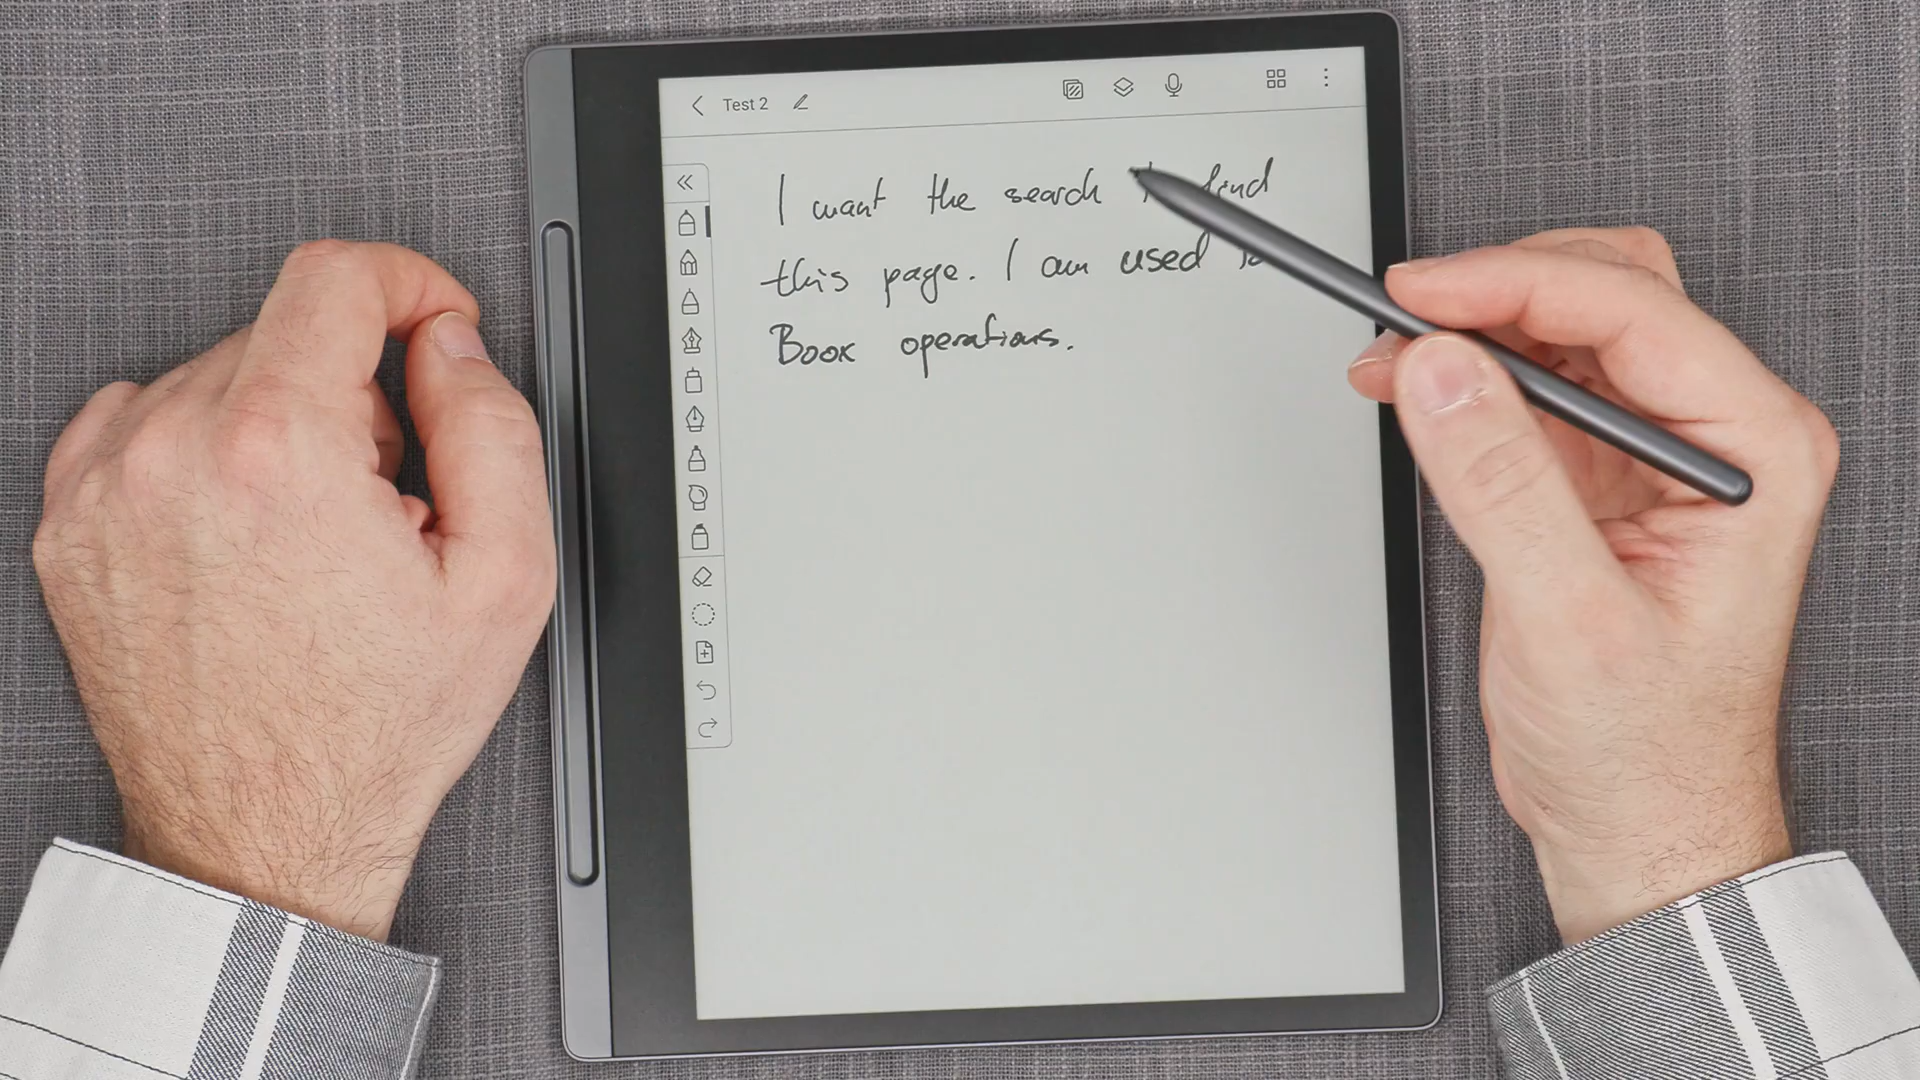 Test 2
I want the search find
this page. I am used
Book operations.